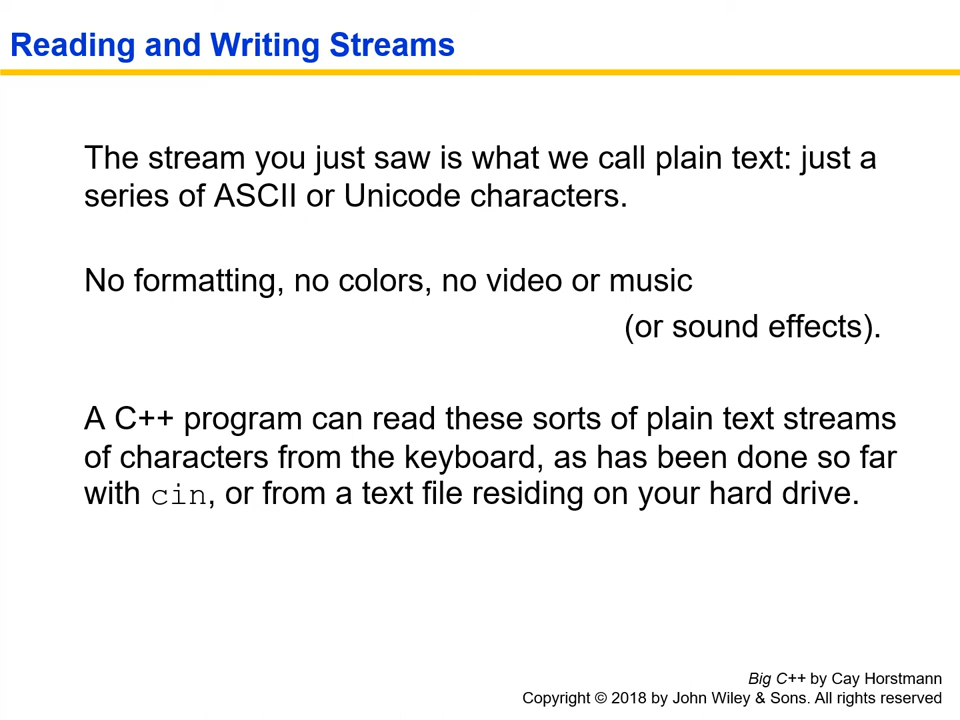 Reading and Writing Streams
The stream you just saw is what we call plain text: just a
series of ASCII or Unicode characters.
No formatting, no colors, no video or music
(or sound effects).
A C++ program can read these sorts of plain text streams
of characters from the keyboard, as has been done so far
with cin, or from a text file residing on your hard drive.
Big C++ by Cay Horstmann
Copyright © 2018 by John Wiley & Sons. All rights reserved